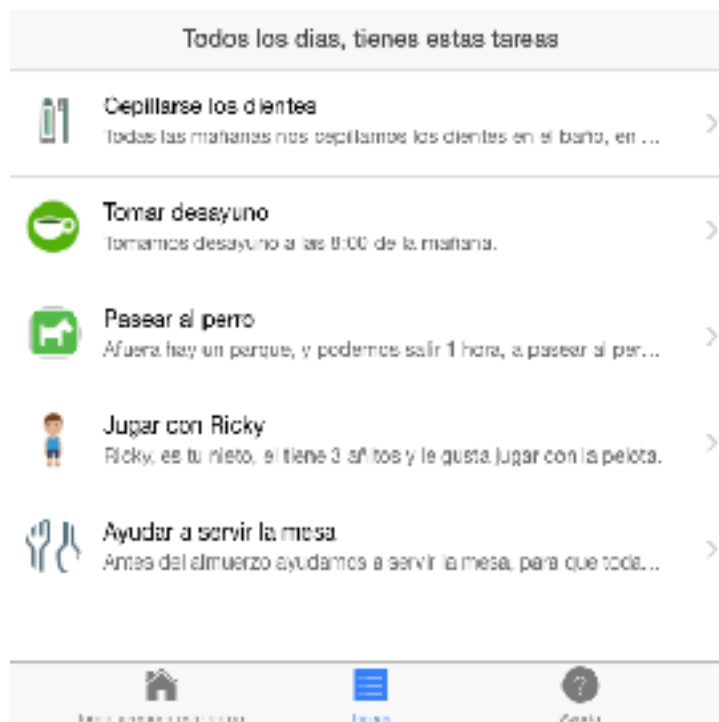 Todos los dias, tienes estas tareas
Cepillarse los dientes
Todas las mañanas nos cepillamos los dientes en el baño, en ...
Tomar desayuno
Tomamos desayuno a las 8:00 de la mañana.
Pasear al perro
Afuera hay un parque, y podemos salir 1 hora, a pasear al per...
Jugar con Ricky
Ricky, es tu nieto, el tiene 3 añitos y le gusta jugar con la pelota.
Ayudar a servir la mesa
Antes del almuerzo ayudamos a servir la mesa, para que toda...
?